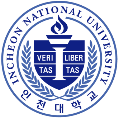 INCHEON NATIONAL UNIVERSITY
VERI LIBER
TAS TAS
인천대학교